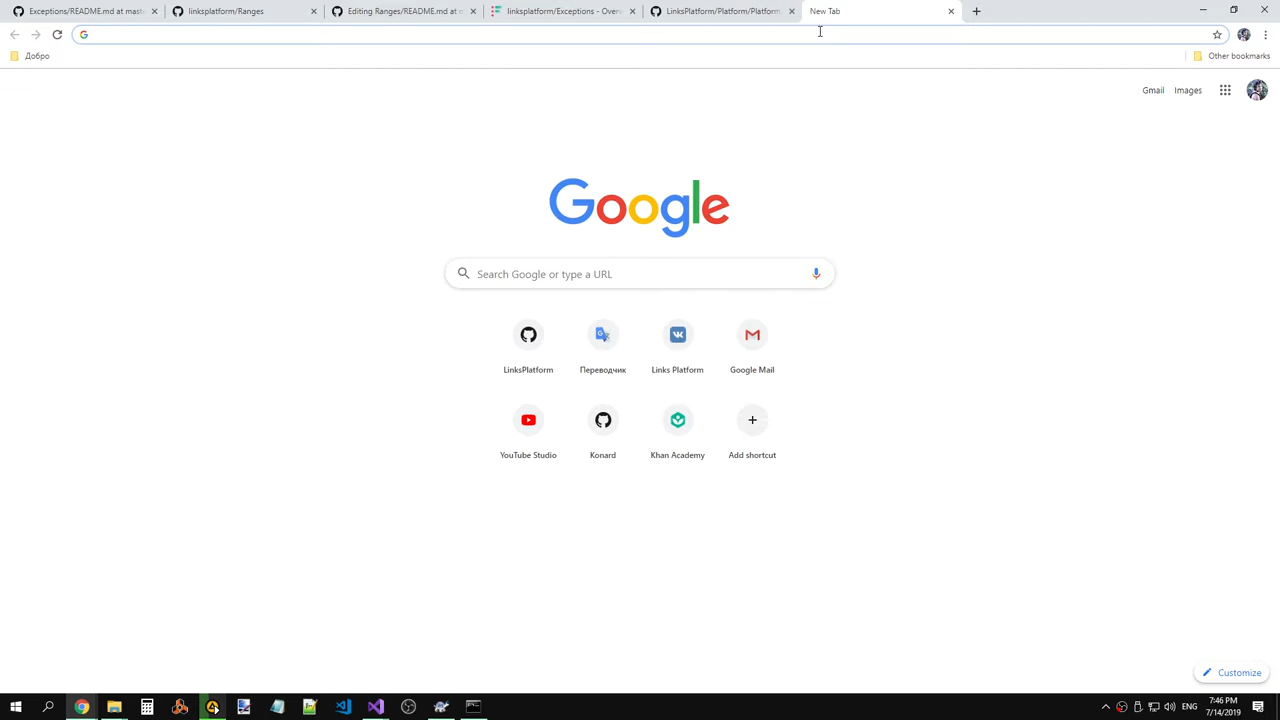 Exceptions/README.md at maste
linksplatform/Ranges
Editing Ranges/README.md at m
linksplatform/Exceptions - Over
LinksPlatform/Platform/Platform
New Tab
Добро
Other bookmarks
Gmail
Images
Google
Search Google or type a URL
LinksPlatform
Переводчик
Links Platform
Google Mail
YouTube Studio
Konard
Khan Academy
Add shortcut
Customize
ENG
7:46 PM
7/14/2019